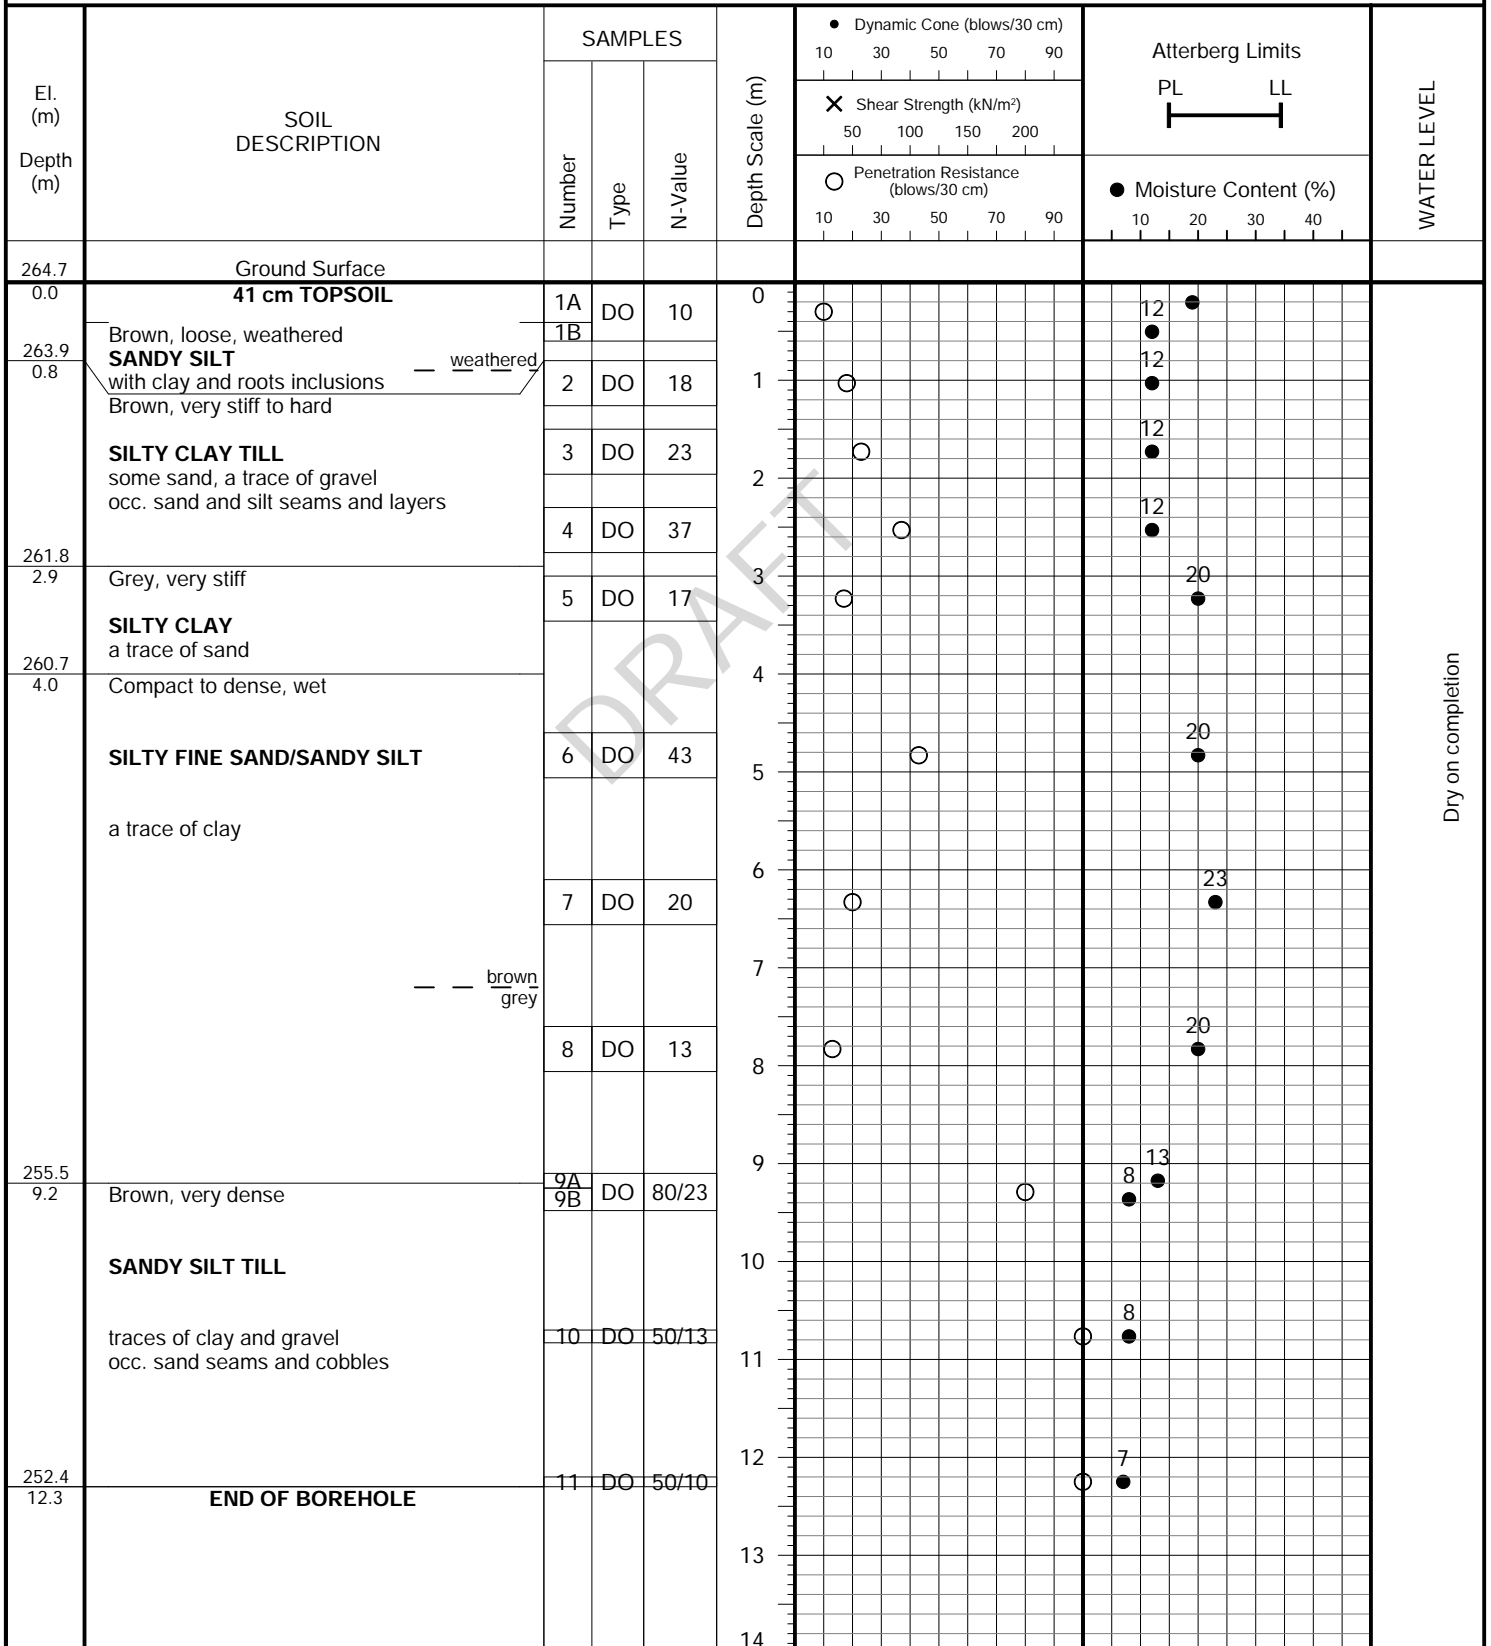 El.
(m)
Depth
(m)
SOIL
DESCRIPTION
SAMPLES
Number
Type
N-Value
Depth Scale (m)
Dynamic Cone (blows/30 cm)
10 30 50 70 90
Shear Strength (kN/m²)
50 100 150 200
Penetration Resistance
(blows/30 cm)
10 30 50 70 90
Atterberg Limits
PL LL
Moisture Content (%)
10 20 30 40
WATER LEVEL
264.7 Ground Surface
0.0 41 cm TOPSOIL 1A DO 10 0
12
Brown, loose, weathered 1B
263.9 SANDY SILT weathered 12
0.8 with clay and roots inclusions 2 DO 18 1
Brown, very stiff to hard
12
SILTY CLAY TILL 3 DO 23
some sand, a trace of gravel 2
occ. sand and silt seams and layers 12
4 DO 37
261.8
2.9 Grey, very stiff 3 20
5 DO 17
SILTY CLAY
a trace of sand
260.7 4
4.0 Compact to dense, wet
20
SILTY FINE SAND/SANDY SILT 6 DO 43
5
a trace of clay
6 23
7 DO 20
7
brown
grey
20
8 DO 13
8
9 13
255.5 9A 8
9.2 Brown, very dense 9B DO 80/23
SANDY SILT TILL 10
8
traces of clay and gravel 10 DO 50/13
occ. sand seams and cobbles 11
12 7
252.4 11 DO 50/10
12.3 END OF BOREHOLE
13
14
Dry on completion
DRAFT